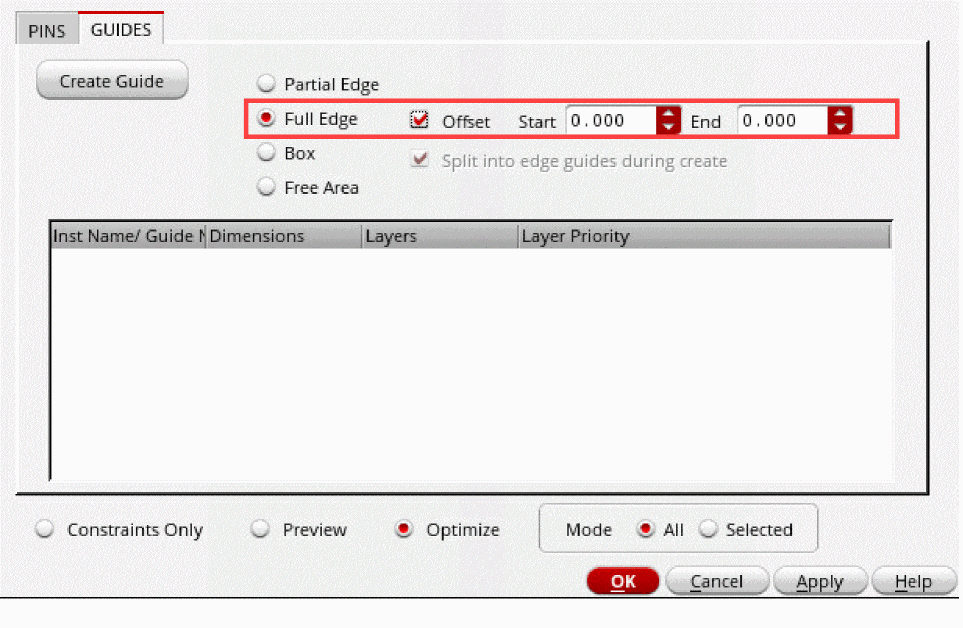 PINS GUIDES
Create Guide
Partial Edge
Full Edge Offset Start 0.000 End 0.000
Box
Split into edge guides during create
Free Area
Inst Name/ Guide Dimensions Layers Layer Priority
Constraints Only Preview Optimize Mode All Selected
OK Cancel Apply Help